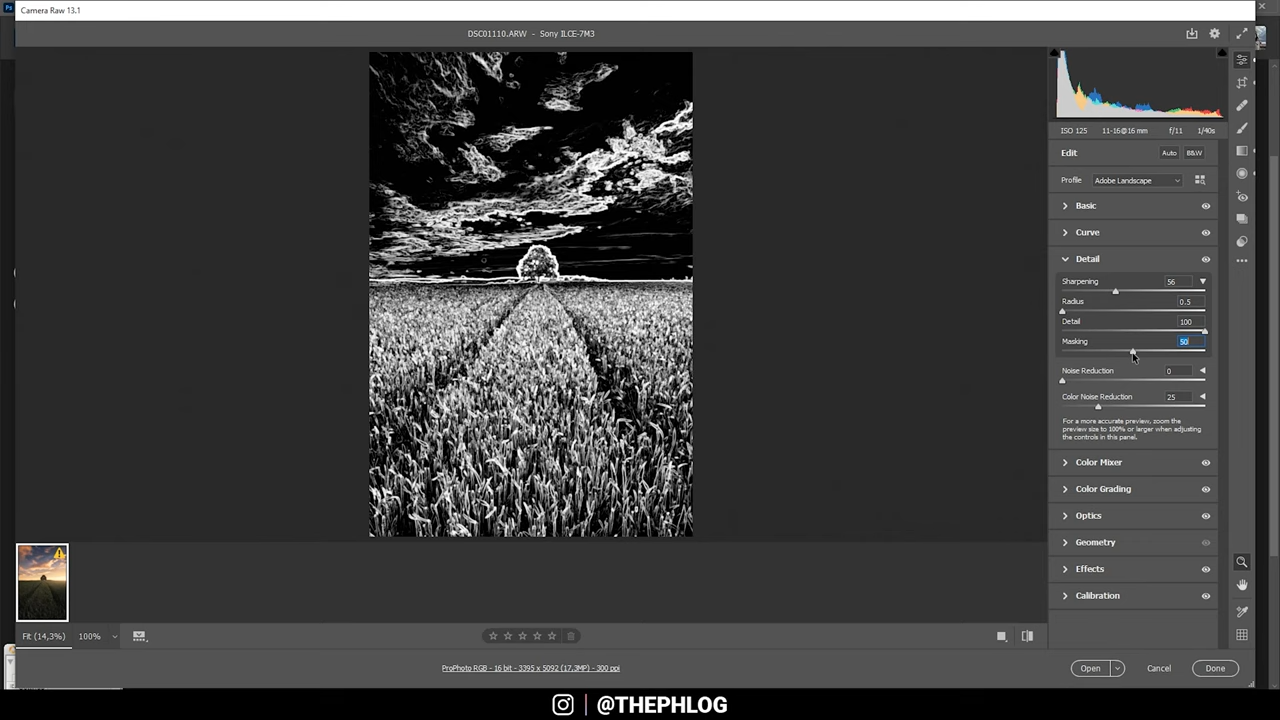 Camera Raw 13.1
DSC01110.ARW - Sony ILCE-7M3
ISO 125 11-16@16 mm f/11 1/40s
Edit Auto B&W
Profile Adobe Landscape
Basic
Curve
Detail
Sharpening 56
Radius 0.5
Detail 100
Masking 50
Noise Reduction 0
Color Noise Reduction 25
For a more accurate preview, zoom the
preview size to 100% or larger when adjusting
the controls in this panel.
Color Mixer
Color Grading
Optics
Geometry
Effects
Calibration
Fit (14,3%) 100%
ProPhoto RGB - 16 bit - 3395 x 5092 (17,3MP) - 300 ppi
Open Cancel Done
@THEPHLOG